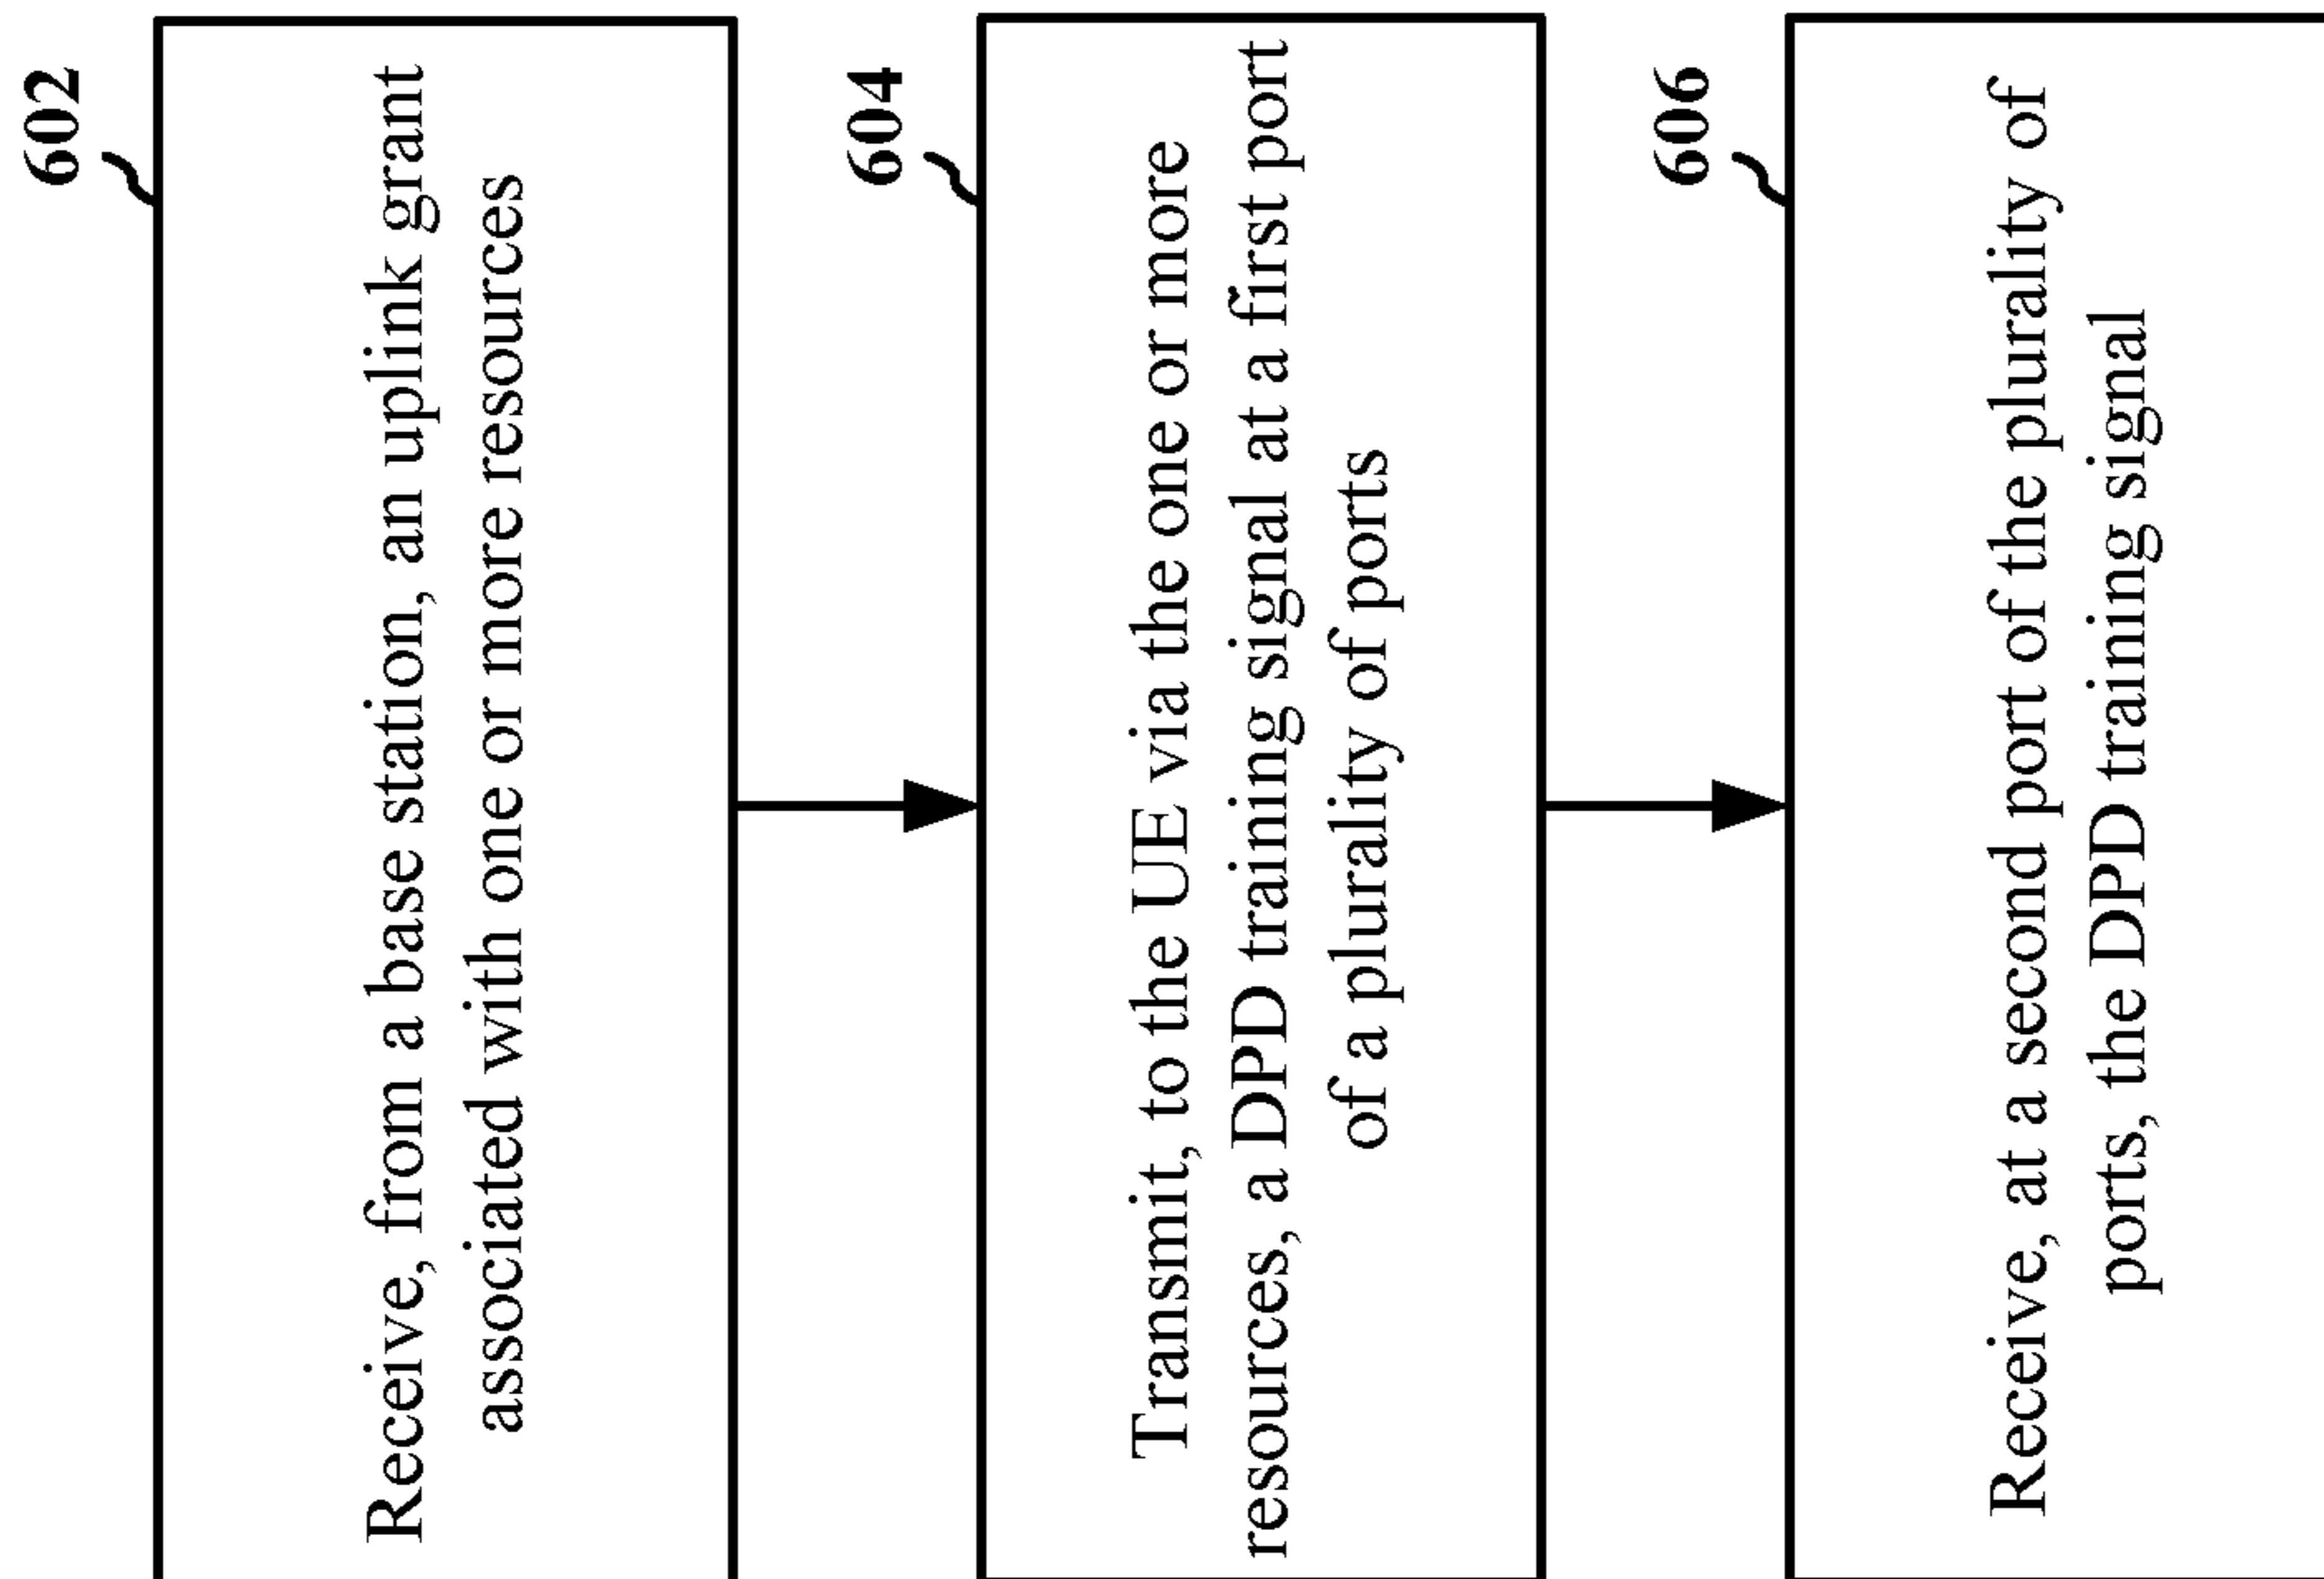 602
Receive, from a base station, an uplink grant
associated with one or more resources
604
Transmit, to the UE via the one or more
resources, a DPD training signal at a first port
of a plurality of ports
606
Receive, at a second port of the plurality of
ports, the DPD training signal